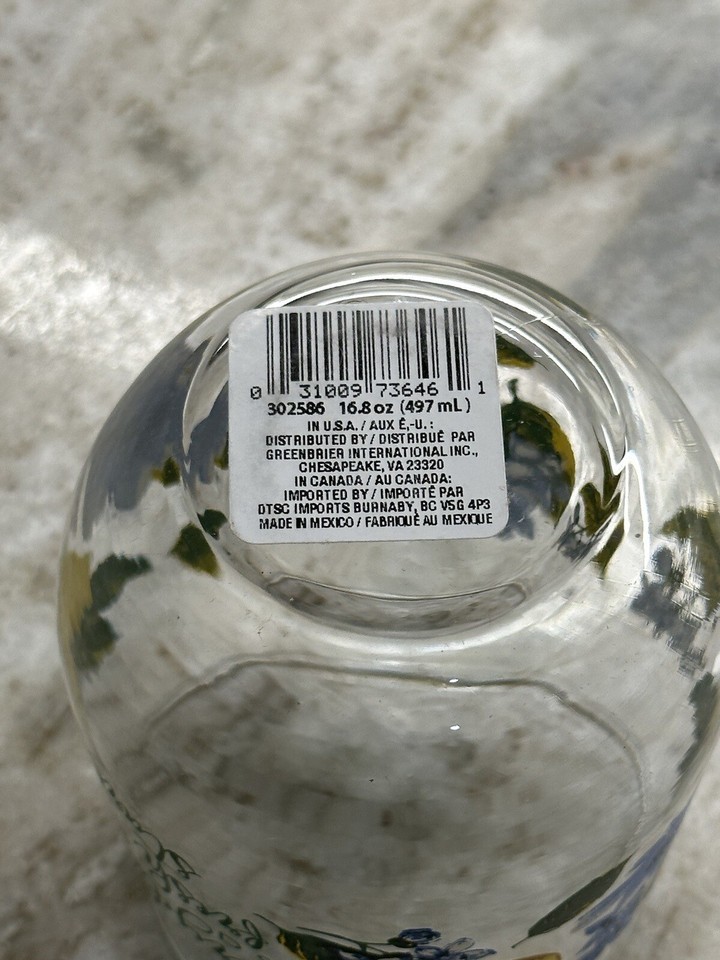 0 31009 73646 1
302586 16.8 oz (497 mL)
IN U.S.A. / AUX É,-U. :
DISTRIBUTED BY / DISTRIBUÉ PAR
GREENBRIER INTERNATIONAL INC.,
CHESAPEAKE, VA 23320
IN CANADA / AU CANADA:
IMPORTED BY / IMPORTÉ PAR
DTSC IMPORTS BURNABY, BC V5G 4P3
MADE IN MEXICO / FABRIQUÉ AU MEXIQUE